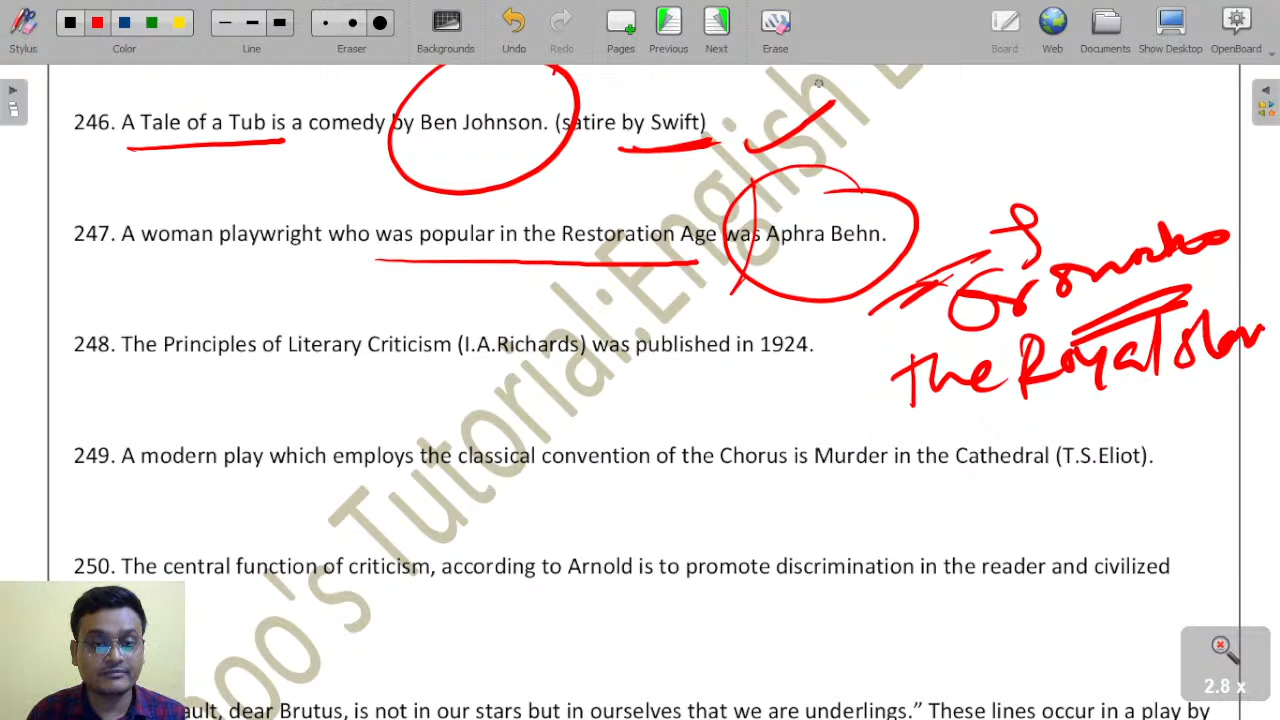 Stylus
Color
Line
Eraser
Backgrounds
Undo
Redo
Pages
Previous
Next
Erase
Board
Web
Documents
Show Desktop
OpenBoard
246. A Tale of a Tub is a comedy by Ben Johnson. (satire by Swift)
247. A woman playwright who was popular in the Restoration Age was Aphra Behn.
248. The Principles of Literary Criticism (I.A.Richards) was published in 1924.
The Royal
249. A modern play which employs the classical convention of the Chorus is Murder in the Cathedral (T.S.Eliot).
250. The central function of criticism, according to Arnold is to promote discrimination in the reader and civilized
dear Brutus, is not in our stars but in ourselves that we are underlings.” These lines occur in a play by
oo's Tutorial:English
2.8 x